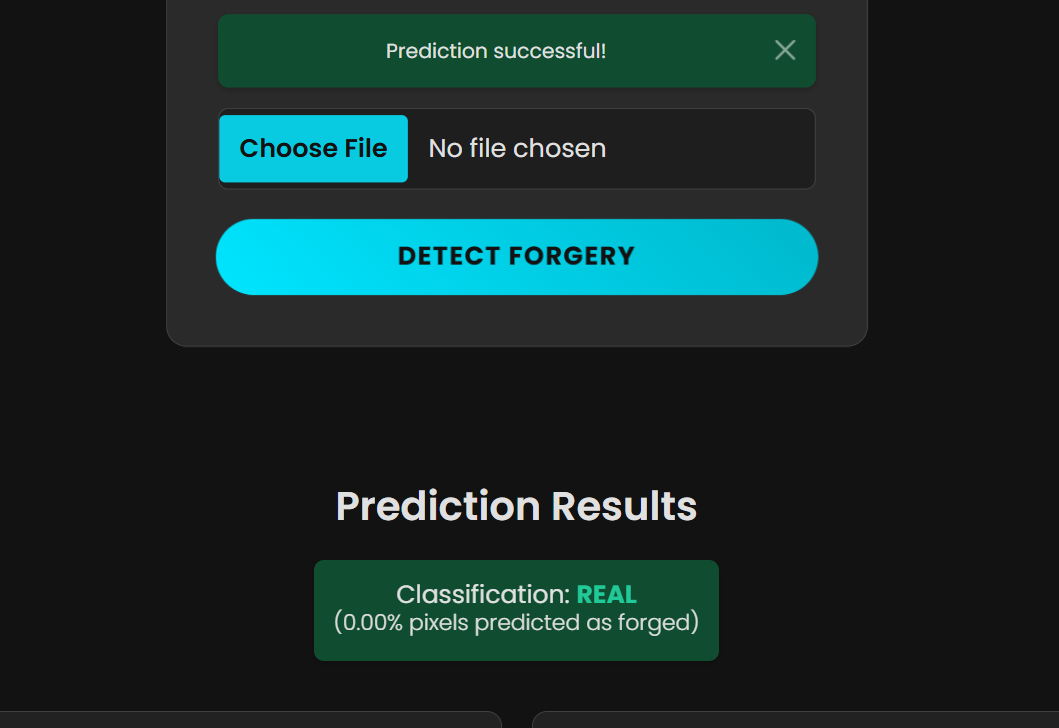 Prediction successful!
Choose File No file chosen
DETECT FORGERY
Prediction Results
Classification: REAL
(0.00% pixels predicted as forged)